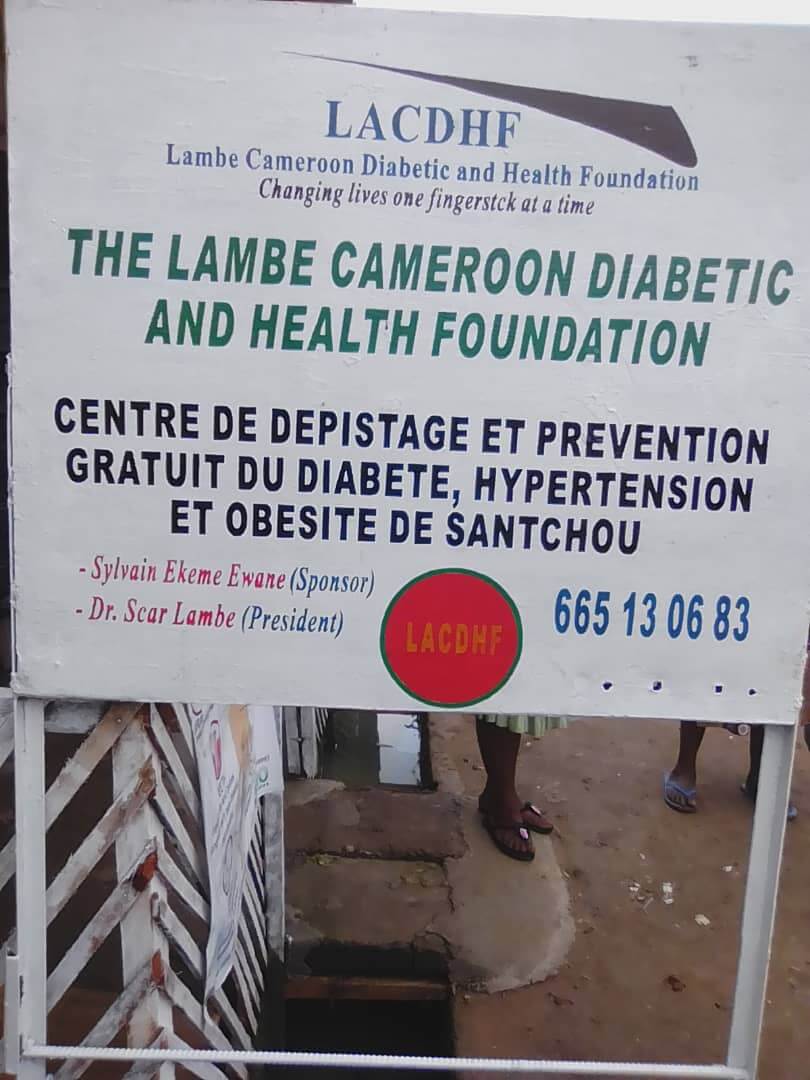 LACDHF
Lambe Cameroon Diabetic and Health Foundation
Changing lives one fingerstck at a time
THE LAMBE CAMEROON DIABETIC
AND HEALTH FOUNDATION
CENTRE DE DEPISTAGE ET PREVENTION
GRATUIT DU DIABETE, HYPERTENSION
ET OBESITE DE SANTCHOU
- Sylvain Ekeme Ewane (Sponsor)
- Dr. Scar Lambe (President)
LACDHF
665 13 06 83